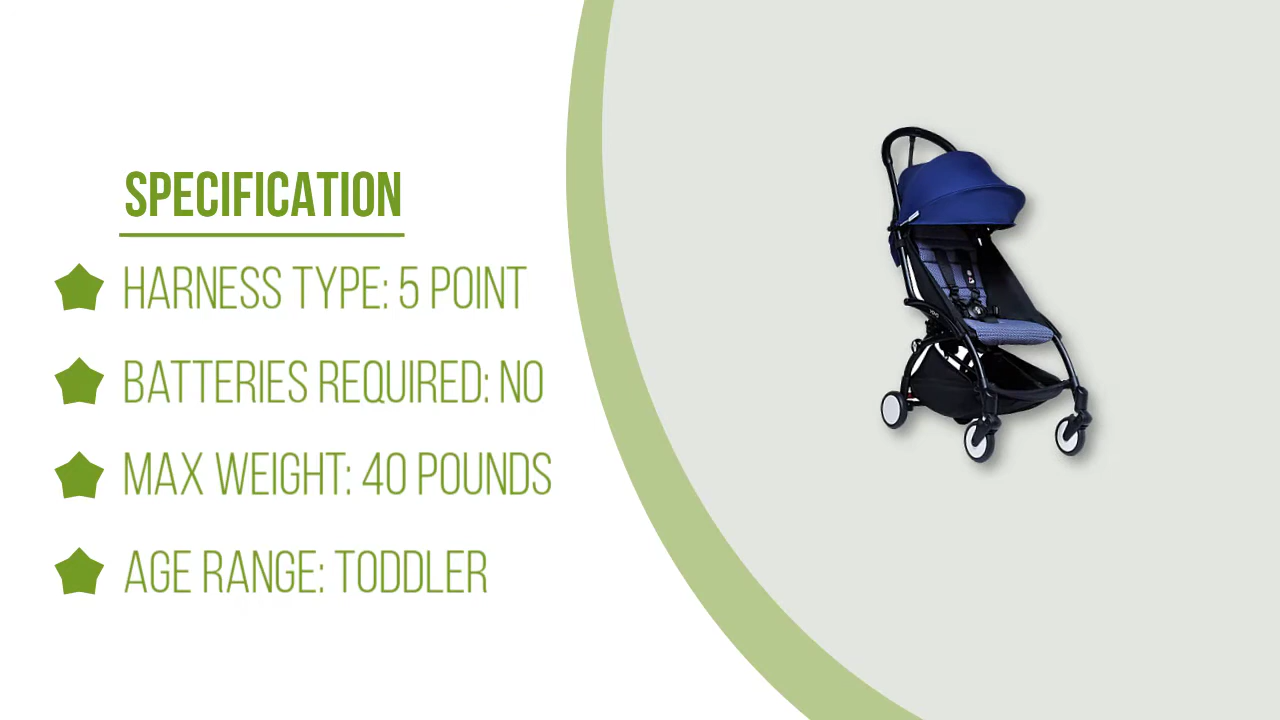 SPECIFICATION
HARNESS TYPE: 5 POINT
BATTERIES REQUIRED: NO
MAX WEIGHT: 40 POUNDS
AGE RANGE: TODDLER